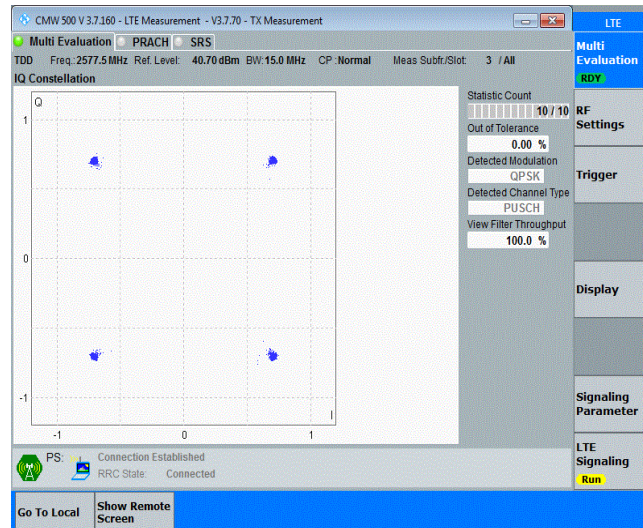 CMW 500 V 3.7.160 - LTE Measurement - V3.7.70 - TX Measurement
LTE
Multi Evaluation PRACH SRS
TDD Freq.: 2577.5 MHz Ref. Level: 40.70 dBm BW: 15.0 MHz CP: Normal Meas Subfr./Slot: 3 / All
IQ Constellation
Q
1
0
-1
-1 0 1
I
Statistic Count
10 / 10
Out of Tolerance
0.00 %
Detected Modulation
QPSK
Detected Channel Type
PUSCH
View Filter Throughput
100.0 %
Multi
Evaluation
RDY
RF
Settings
Trigger
Display
Signaling
Parameter
LTE
Signaling
Run
PS: Connection Established
RRC State: Connected
Go To Local
Show Remote
Screen